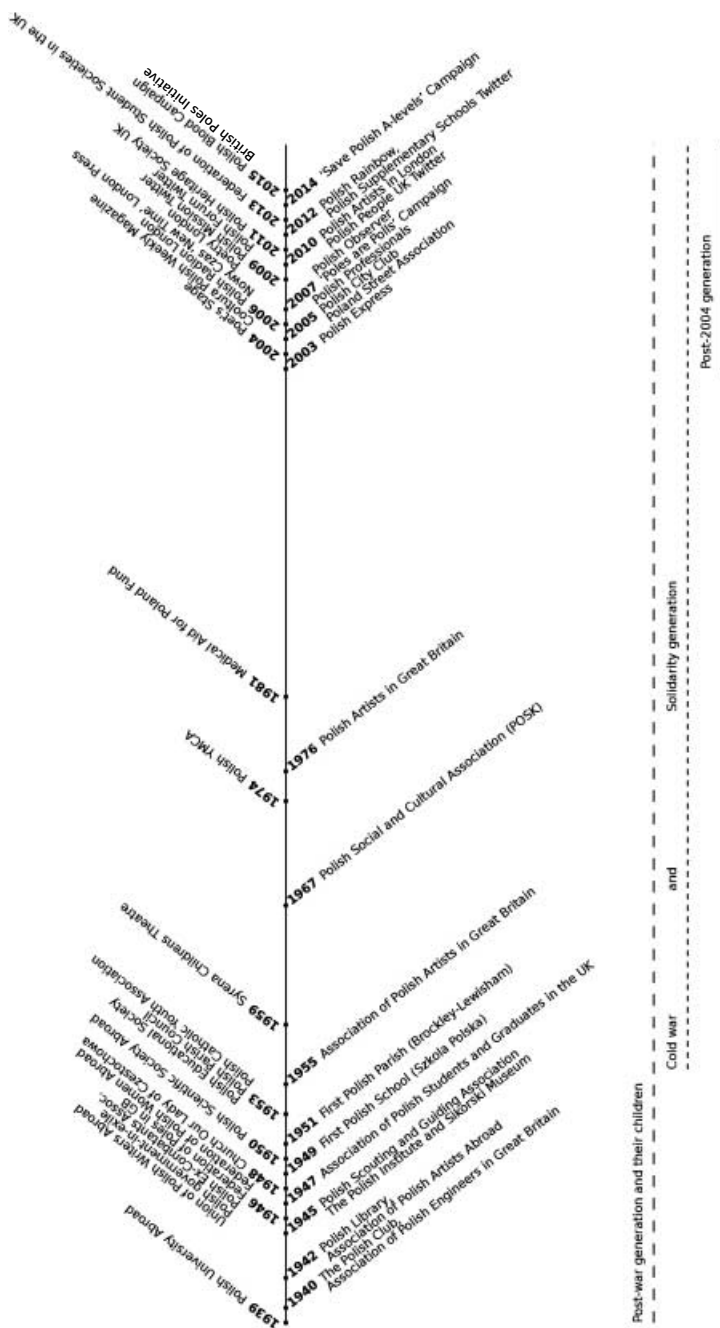 British Poles Initiative
2015 Polish Blood Campaign
2013 Federation of Polish Student Societies in the UK
2011 Polish Heritage Society UK
Forum Twitter
Mission Twitter
2009 Poetry London
Nowy Czas 'New Time' London Press
2006 Polish Radion London
Cooltura Polish Weekly Magazine
2004 Poet's Stage
1981 Medical Aid for Poland Fund
1974 Polish YMCA
1959 Syrena Childrens Theatre
Polish Catholic Youth Association
Polish Parish Council
1953 Polish Educational Society
1950 Polish Scientific Society Abroad
Church Our Lady of Czestochowa
Federation of Polish Women Abroad
1948 Federation of Poles in GB
Polish Ex-Combatants Assoc.
Polish government-in-exile
1946 Union of Polish Writers Abroad
1939 Polish University Abroad
2014 'Save Polish A-levels' Campaign
2012 Polish Rainbow,
Polish Supplementary Schools Twitter
2010 Polish Artists in London
Polish People UK Twitter
Polish Observer
2007 'Poles are Polls' Campaign
Polish Professionals
2005 Polish City Club
Poland Street Association
2003 Polish Express
1976 Polish Artists in Great Britain
1967 Polish Social and Cultural Association (POSK)
1955 Association of Polish Artists in Great Britain
1951 First Polish Parish (Brockley-Lewisham)
1949 First Polish School (Szkola Polska)
1947 Association of Polish Students and Graduates in the UK
1945 Polish Scouting and Guiding Association
The Polish Institute and Sikorski Museum
1942 Polish Library
Association of Polish Artists Abroad
1940 The Polish Club
Association of Polish Engineers in Great Britain
Post-war generation and their children
Cold war and Solidarity generation
Post-2004 generation